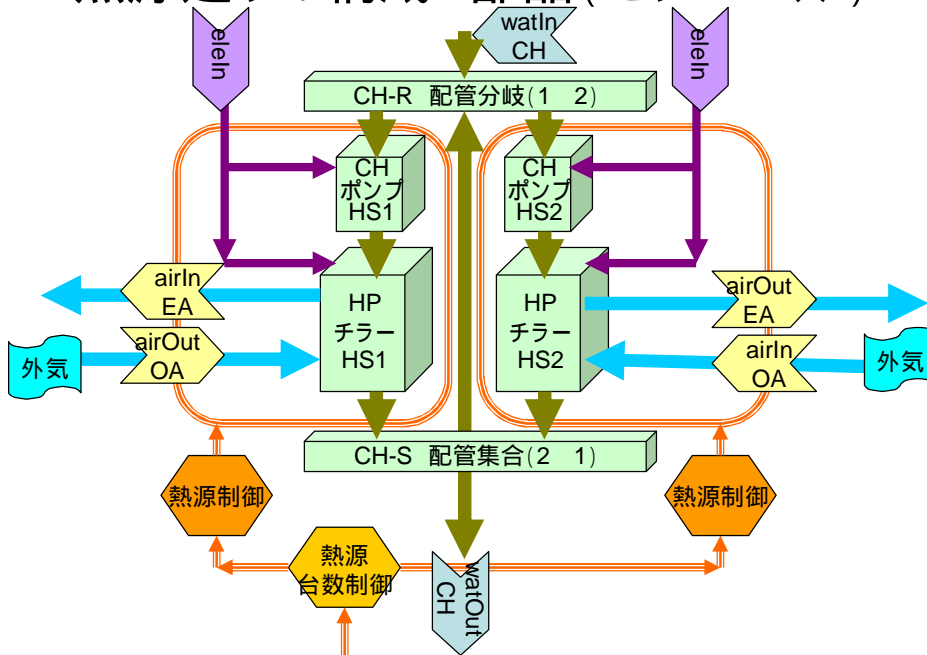 watIn
CH
eleIn
eleIn
CH-R 配管分岐(1 2)
CH
ポンプ
HS1
CH
ポンプ
HS2
airIn
EA
HP
チラー
HS1
HP
チラー
HS2
airOut
EA
外気
airOut
OA
airIn
OA
外気
CH-S 配管集合(2 1)
熱源制御
熱源制御
熱源
台数制御
watOut
CH